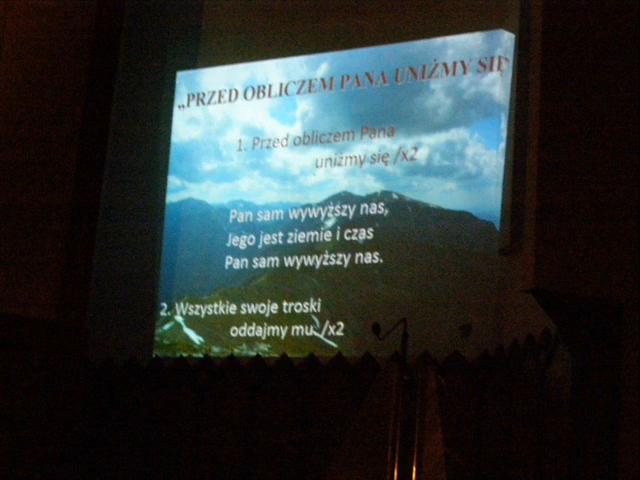 „PRZED OBLICZEM PANA UNIŻMY SIĘ
1. Przed obliczem Pana
uniżmy się /x2
Pan sam wywyższy nas,
Jego jest ziemie i czas
Pan sam wywyższy nas.
2. Wszystkie swoje troski
oddajmy mu. /x2